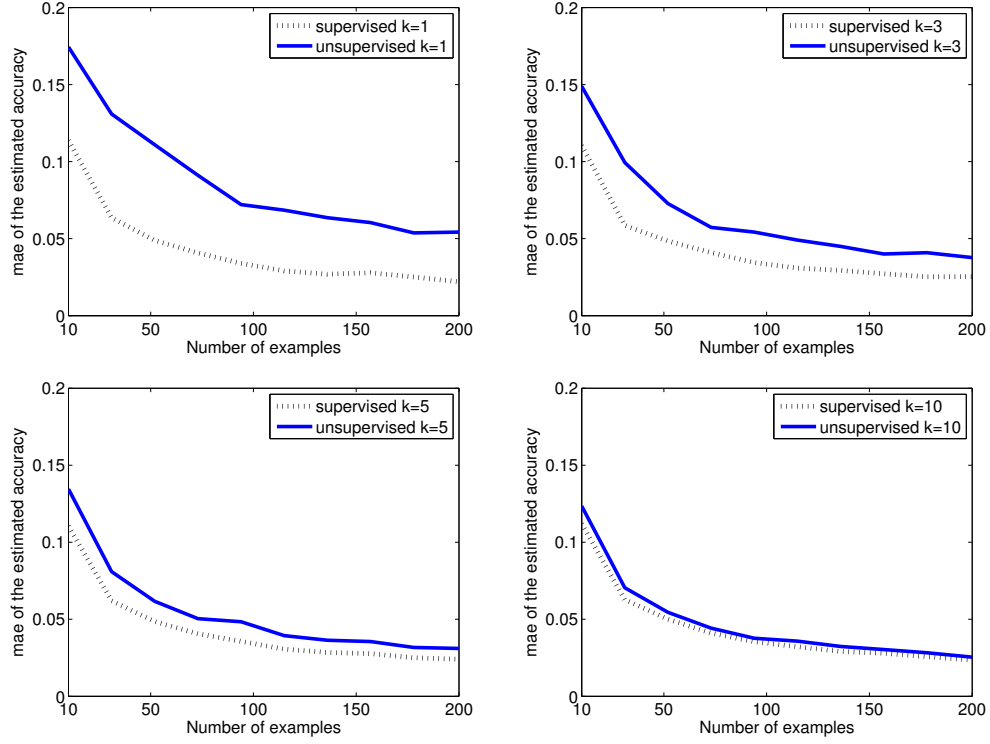 0.2
0.15
0.1
0.05
0
10
50
100
150
200
mae of the estimated accuracy
Number of examples
supervised k=1
unsupervised k=1
0.2
0.15
0.1
0.05
0
10
50
100
150
200
mae of the estimated accuracy
Number of examples
supervised k=3
unsupervised k=3
0.2
0.15
0.1
0.05
0
10
50
100
150
200
mae of the estimated accuracy
Number of examples
supervised k=5
unsupervised k=5
0.2
0.15
0.1
0.05
0
10
50
100
150
200
mae of the estimated accuracy
Number of examples
supervised k=10
unsupervised k=10